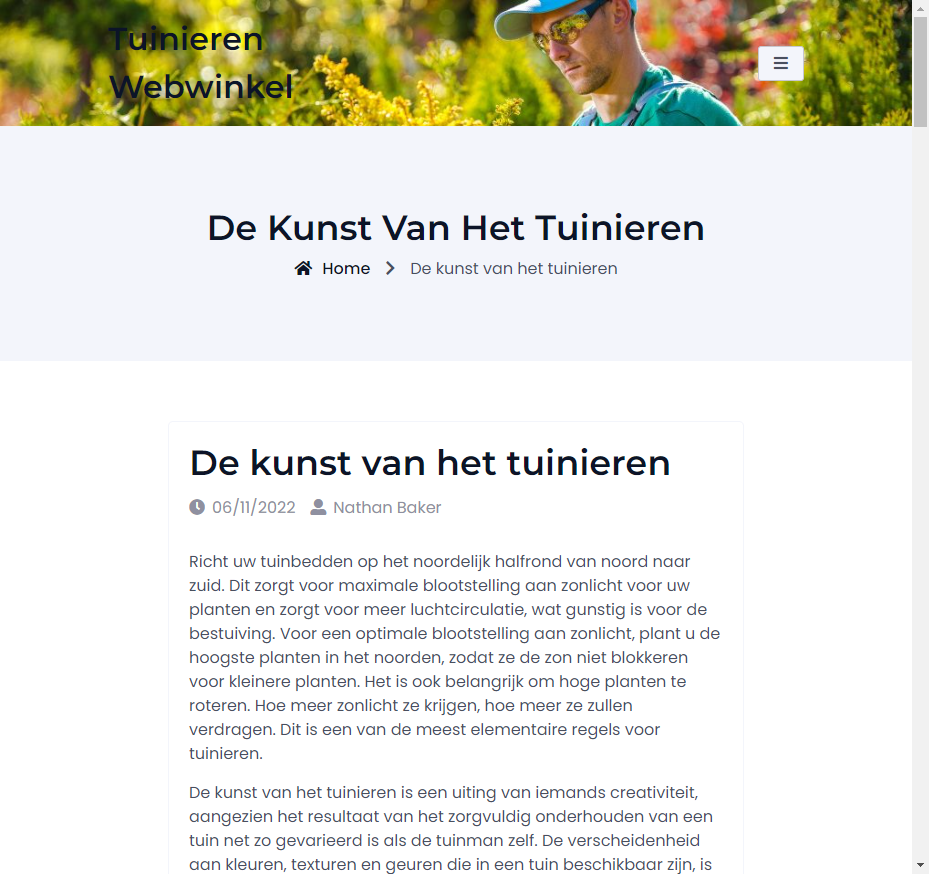 Tuinieren
Webwinkel
De Kunst Van Het Tuinieren
Home
De kunst van het tuinieren
De kunst van het tuinieren
06/11/2022 Nathan Baker
Richt uw tuinbedden op het noordelijk halfrond van noord naar
zuid. Dit zorgt voor maximale blootstelling aan zonlicht voor uw
planten en zorgt voor meer luchtcirculatie, wat gunstig is voor de
bestuiving. Voor een optimale blootstelling aan zonlicht, plant u de
hoogste planten in het noorden, zodat ze de zon niet blokkeren
voor kleinere planten. Het is ook belangrijk om hoge planten te
roteren. Hoe meer zonlicht ze krijgen, hoe meer ze zullen
verdragen. Dit is een van de meest elementaire regels voor
tuinieren.
De kunst van het tuinieren is een uiting van iemands creativiteit,
aangezien het resultaat van het zorgvuldig onderhouden van een
tuin net zo gevarieerd is als de tuinman zelf. De verscheidenheid
aan kleuren, texturen en geuren die in een tuin beschikbaar zijn, is